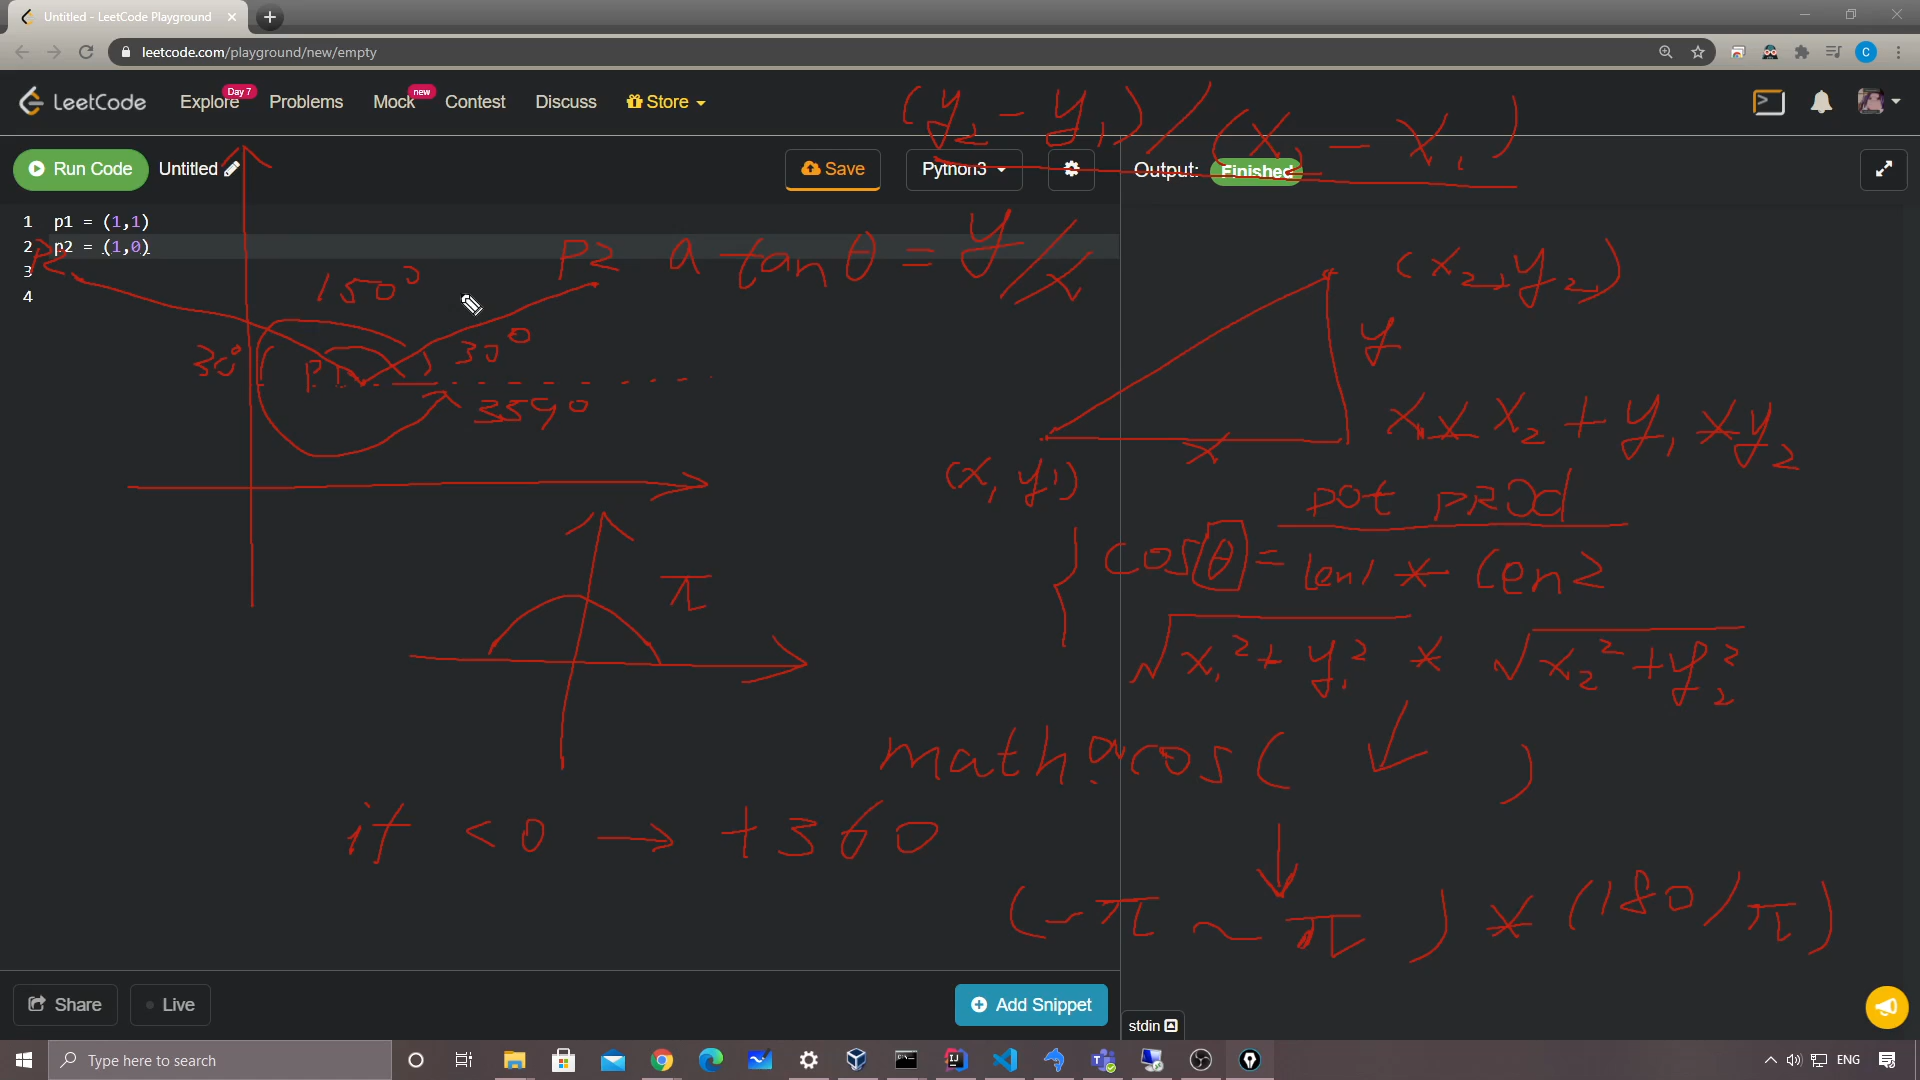 Untitled - LeetCode Playground
leetcode.com/playground/new/empty
C
LeetCode
Explore
Day 7
Problems
Mock
new
Contest
Discuss
Store
(y2 - y1) / (x2 - x1)
Run Code
Untitled
Save
Python3
Output:
Finished
1 p1 = (1,1)
2 p2 = (1,0)
3
4
P2
150°
30°
P1
30°
359°
P2
a tan θ = y/x
(x2, y2)
y
x
(x, y1)
x1 * x2 + y1 * y2
DOt PROd
cos θ = len1 * len2
√x1² + y1² * √x2² + y2²
π
math.acos( )
if < 0 → +360
(-π ~ π) * (180/π)
Share
Live
Add Snippet
stdin
Type here to search
ENG